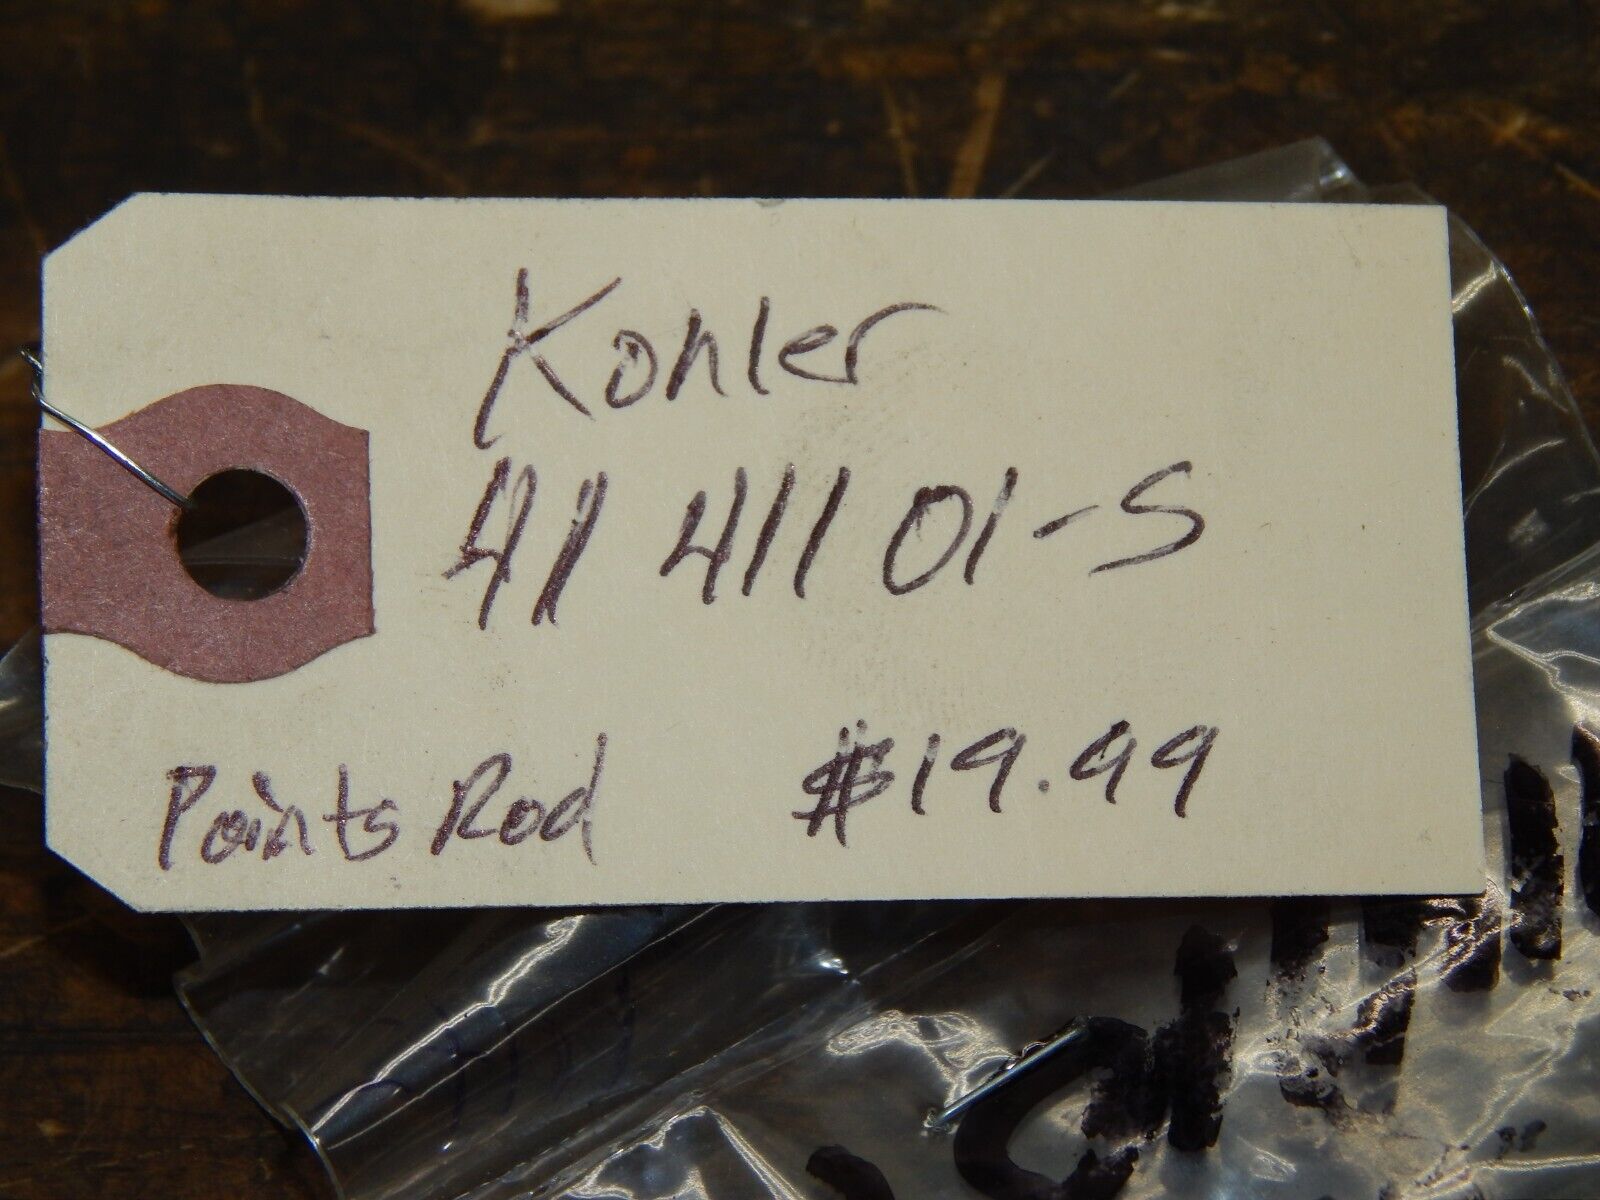 Kohler
41 411 01-S
Points Rod $19.99